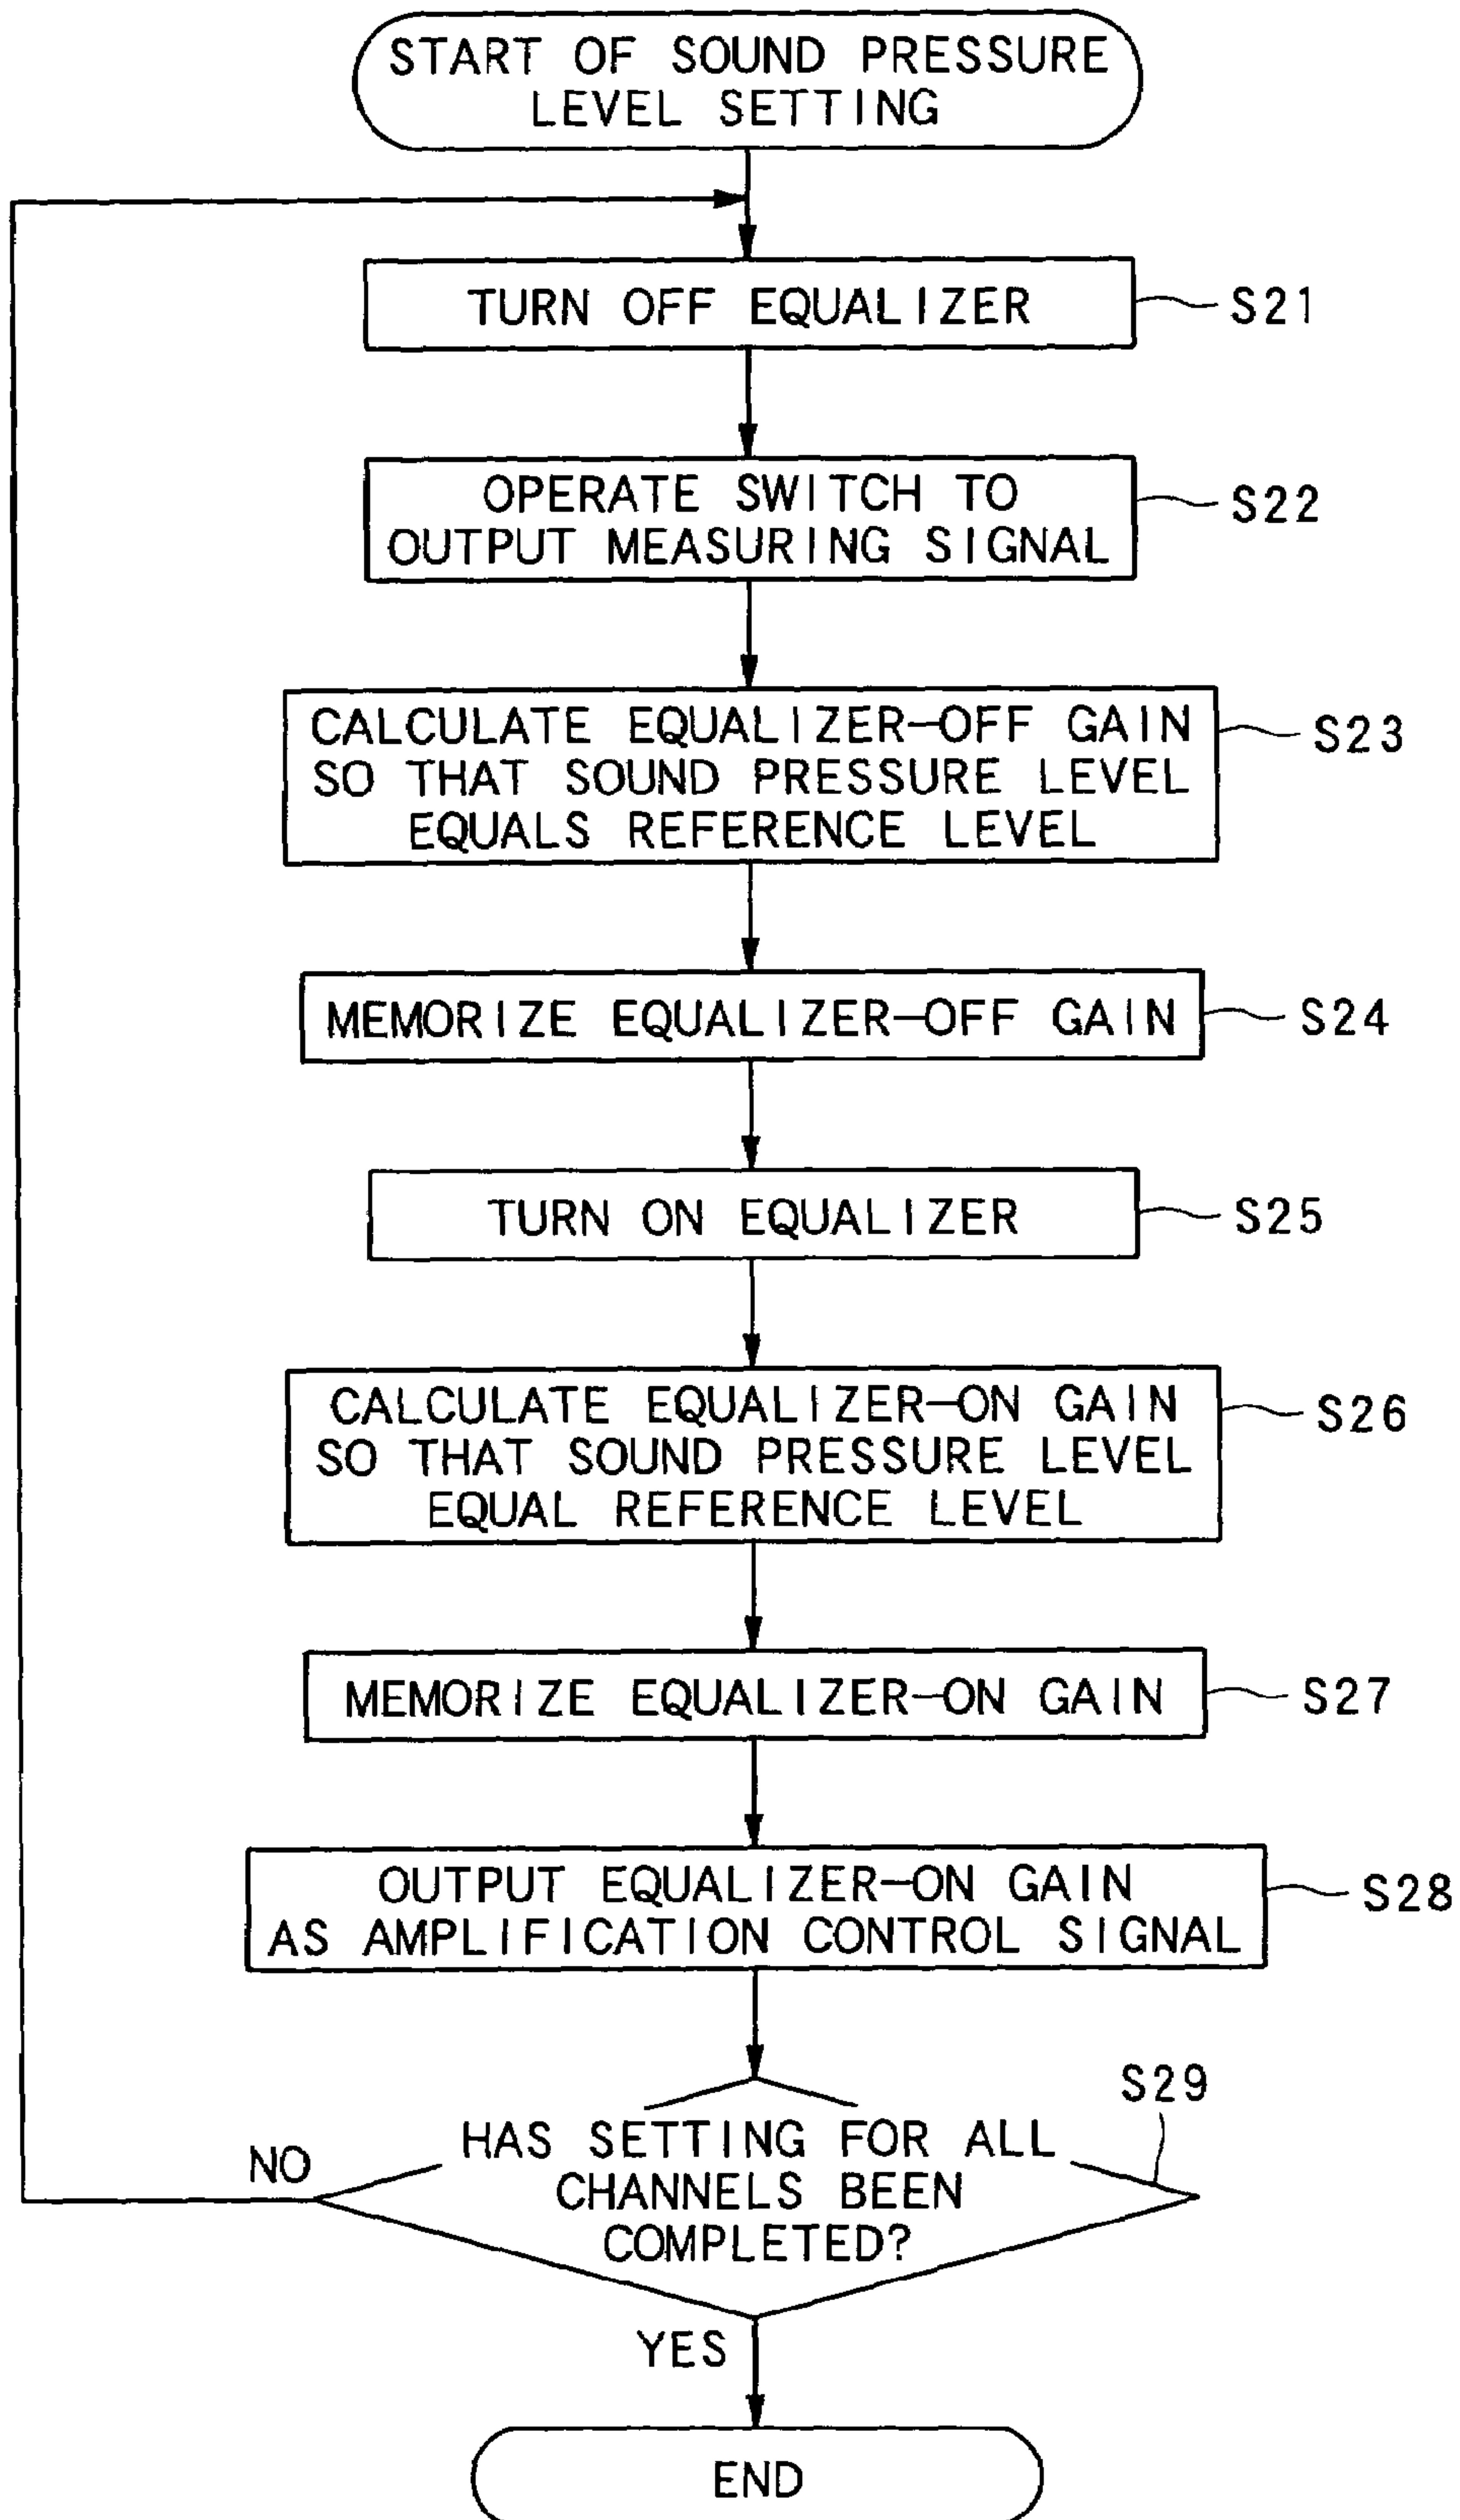 START OF SOUND PRESSURE
LEVEL SETTING
TURN OFF EQUALIZER
S21
OPERATE SWITCH TO
OUTPUT MEASURING SIGNAL
S22
CALCULATE EQUALIZER-OFF GAIN
SO THAT SOUND PRESSURE LEVEL
EQUALS REFERENCE LEVEL
S23
MEMORIZE EQUALIZER-OFF GAIN
S24
TURN ON EQUALIZER
S25
CALCULATE EQUALIZER-ON GAIN
SO THAT SOUND PRESSURE LEVEL
EQUAL REFERENCE LEVEL
S26
MEMORIZE EQUALIZER-ON GAIN
S27
OUTPUT EQUALIZER-ON GAIN
AS AMPLIFICATION CONTROL SIGNAL
S28
S29
HAS SETTING FOR ALL
CHANNELS BEEN
COMPLETED?
NO
YES
END